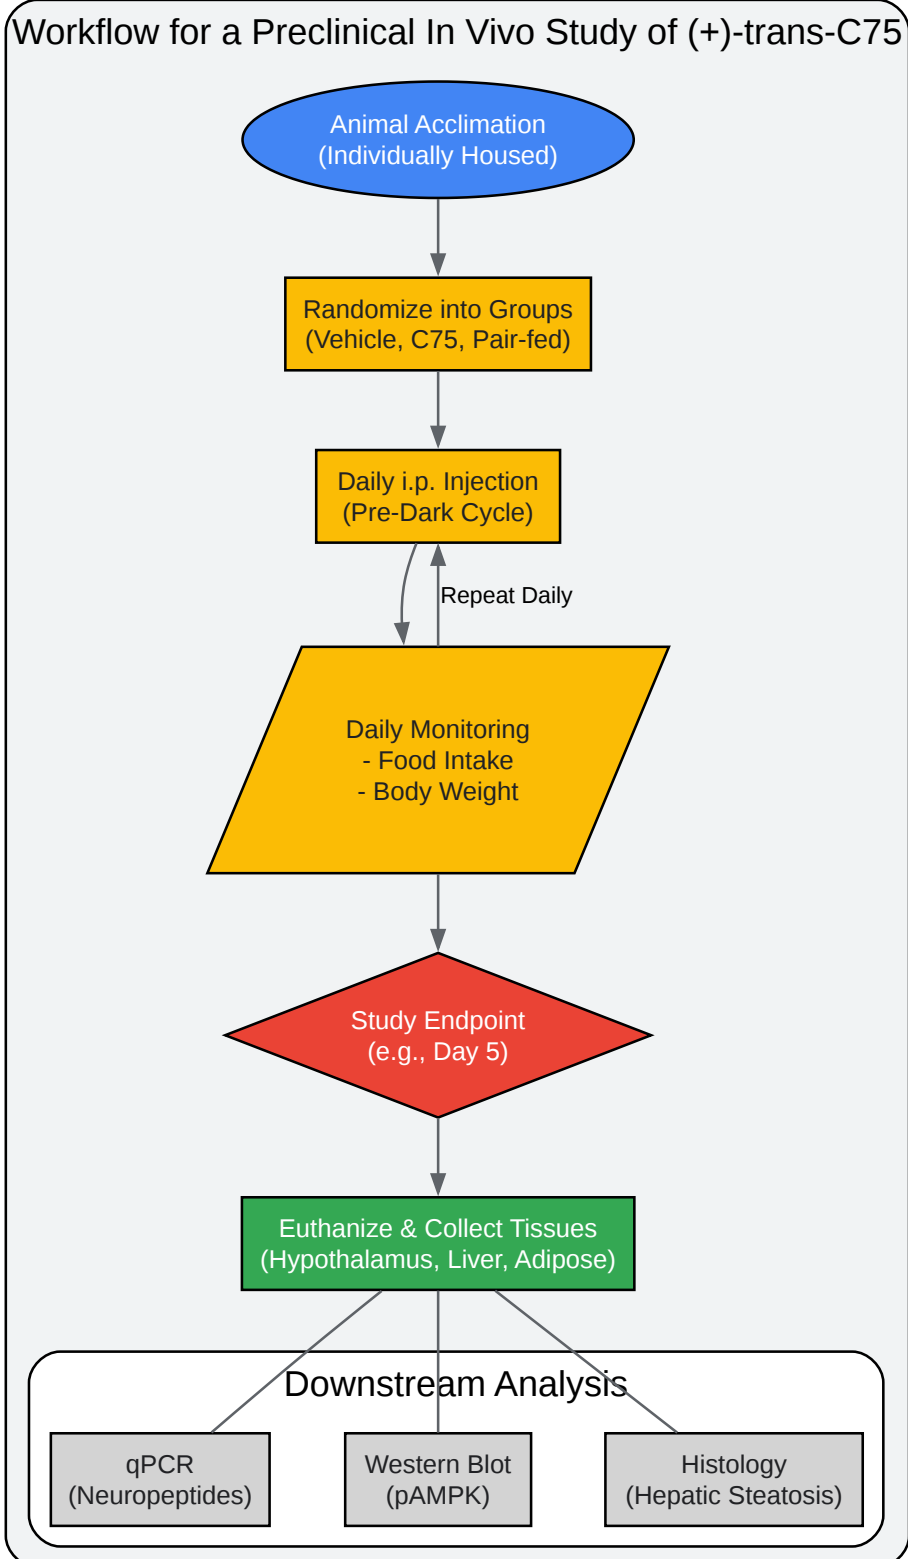 Workflow for a Preclinical In Vivo Study of (+)-trans-C75
Animal Acclimation
(Individually Housed)
Randomize into Groups
(Vehicle, C75, Pair-fed)
Daily i.p. Injection
(Pre-Dark Cycle)
Repeat Daily
Daily Monitoring
- Food Intake
- Body Weight
Study Endpoint
(e.g., Day 5)
Euthanize & Collect Tissues
(Hypothalamus, Liver, Adipose)
Downstream Analysis
qPCR
(Neuropeptides)
Western Blot
(pAMPK)
Histology
(Hepatic Steatosis)